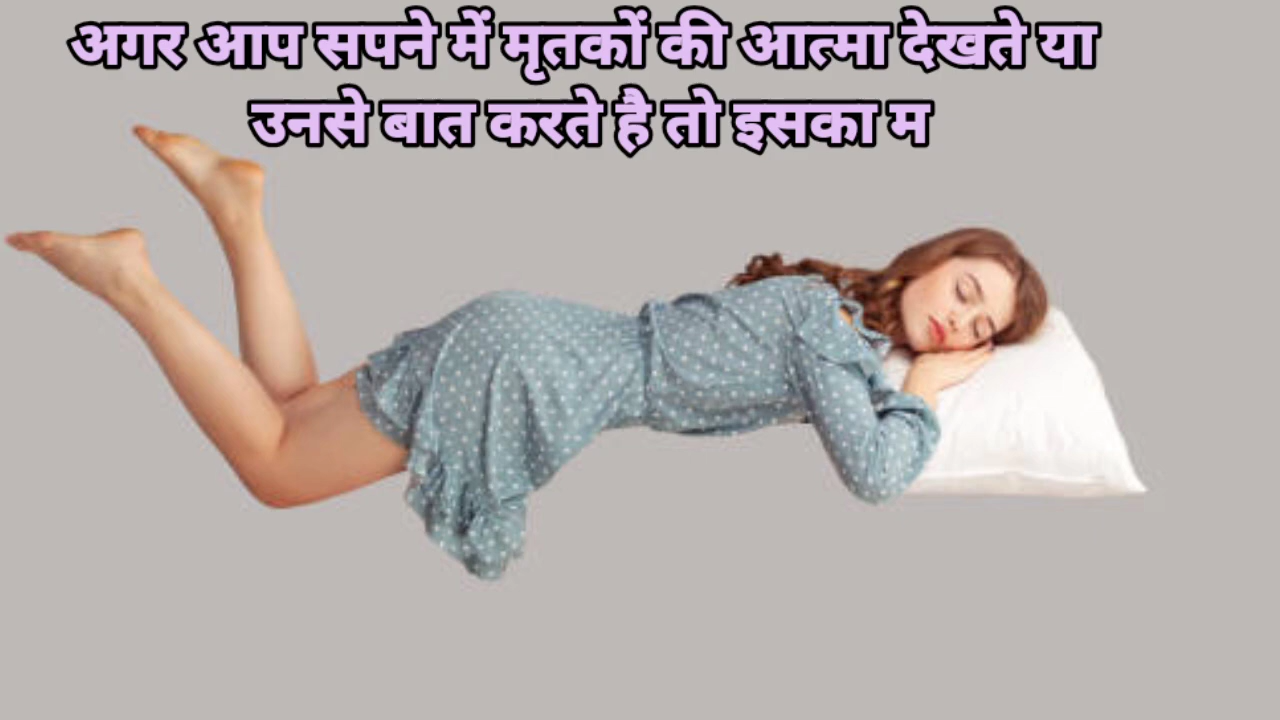 अगर आप सपने में मृतकों की आत्मा देखते या
उनसे बात करते है तो इसका म